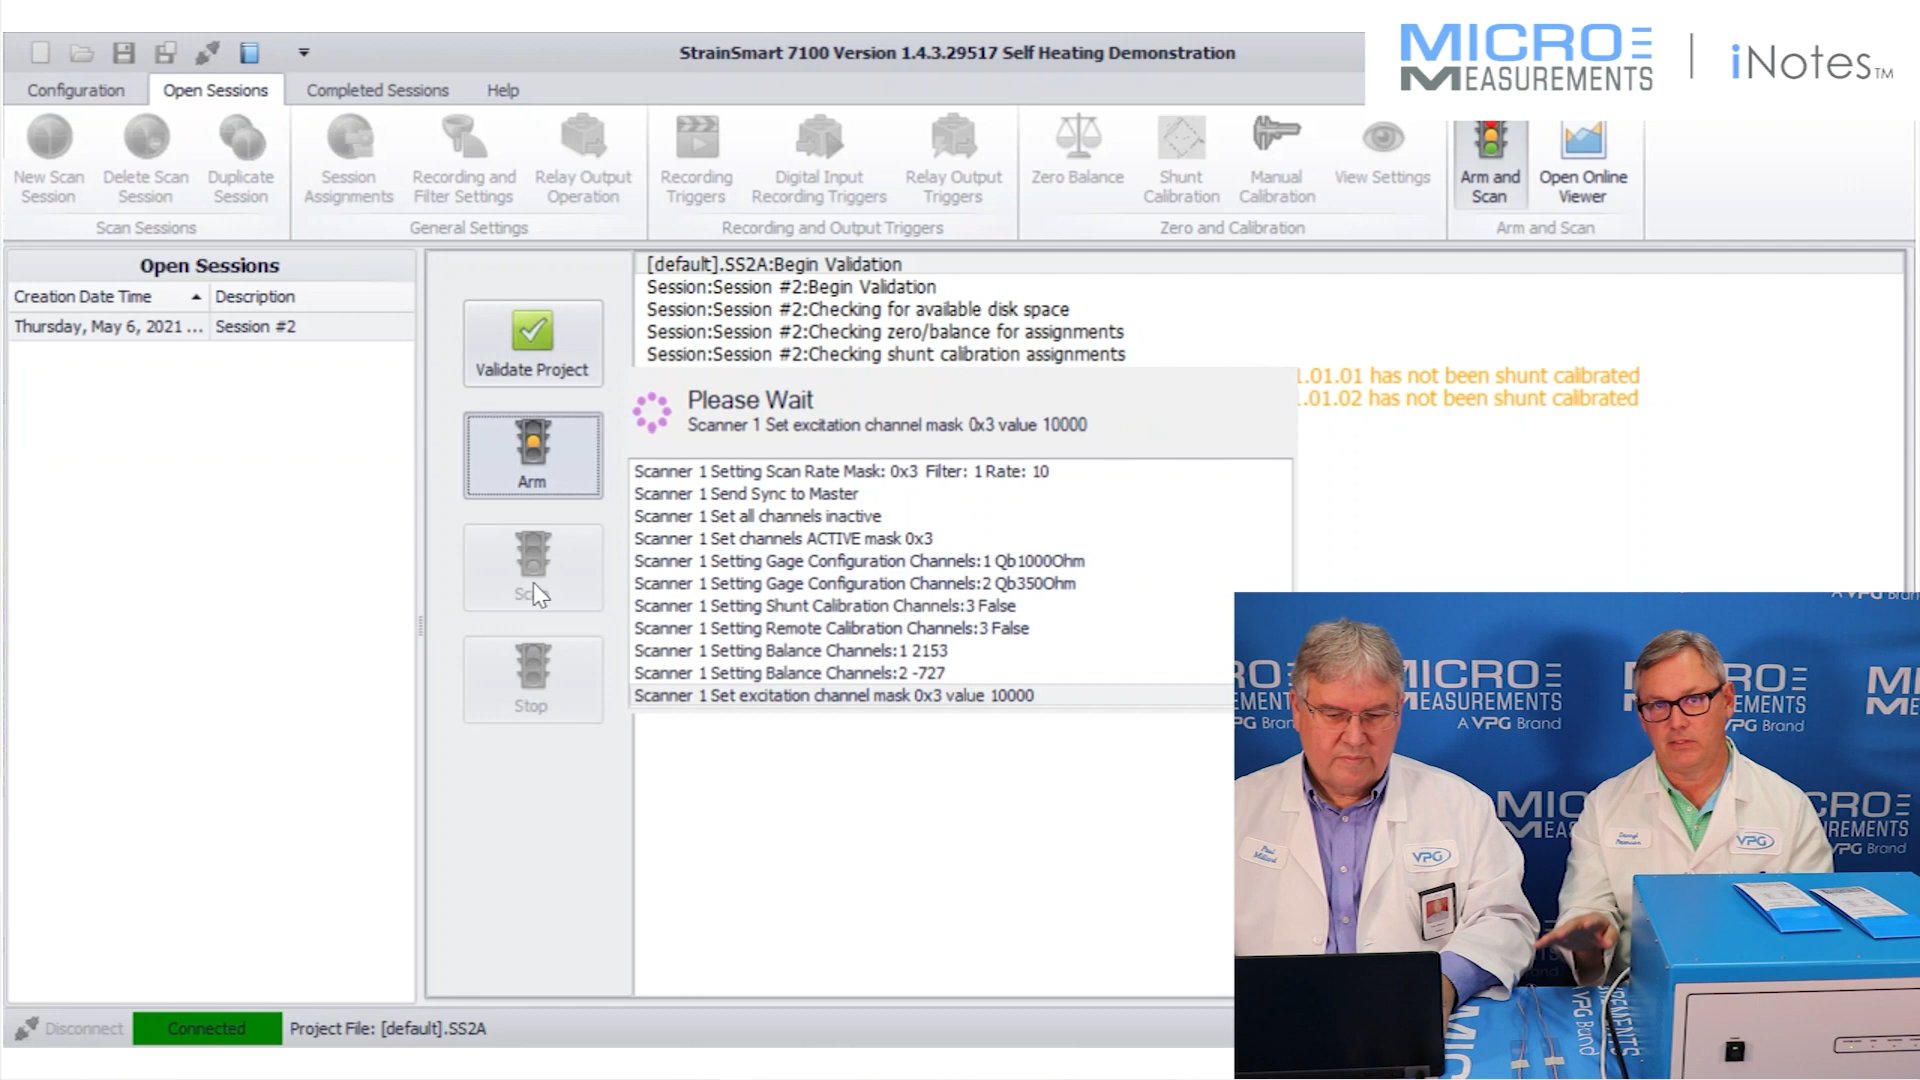 StrainSmart 7100 Version 1.4.3.29517 Self Heating Demonstration
MICRO
MEASUREMENTS
iNotes™
Configuration
Open Sessions
Completed Sessions
Help
New Scan
Session
Delete Scan
Session
Duplicate
Session
Session
Assignments
Recording and
Filter Settings
Relay Output
Operation
Recording
Triggers
Digital Input
Recording Triggers
Relay Output
Triggers
Zero Balance
Shunt
Calibration
Manual
Calibration
View Settings
Arm and
Scan
Open Online
Viewer
Scan Sessions
General Settings
Recording and Output Triggers
Zero and Calibration
Arm and Scan
Open Sessions
Creation Date Time
Description
Thursday, May 6, 2021 ...
Session #2
Validate Project
Arm
Stop
[default].SS2A:Begin Validation
Session:Session #2:Begin Validation
Session:Session #2:Checking for available disk space
Session:Session #2:Checking zero/balance for assignments
Session:Session #2:Checking shunt calibration assignments
.01.01 has not been shunt calibrated
.01.02 has not been shunt calibrated
Please Wait
Scanner 1 Set excitation channel mask 0x3 value 10000
Scanner 1 Setting Scan Rate Mask: 0x3 Filter: 1 Rate: 10
Scanner 1 Send Sync to Master
Scanner 1 Set all channels inactive
Scanner 1 Set channels ACTIVE mask 0x3
Scanner 1 Setting Gage Configuration Channels:1 Qb1000Ohm
Scanner 1 Setting Gage Configuration Channels:2 Qb350Ohm
Scanner 1 Setting Shunt Calibration Channels:3 False
Scanner 1 Setting Remote Calibration Channels:3 False
Scanner 1 Setting Balance Channels:1 2153
Scanner 1 Setting Balance Channels:2 -727
Scanner 1 Set excitation channel mask 0x3 value 10000
Disconnect
Connected
Project File: [default].SS2A
MICRO
MEASUREMENTS
A VPG Brand
VPG Brand
VPG
VPG
Paul
Millard